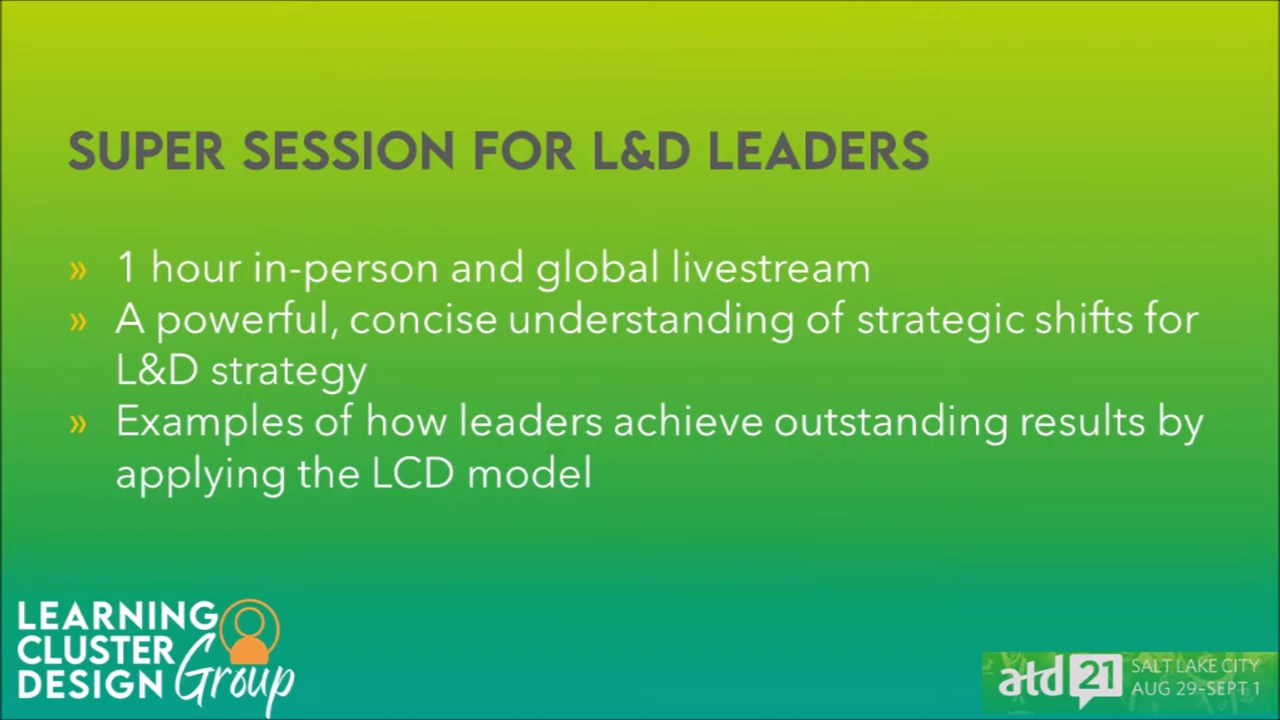 SUPER SESSION FOR L&D LEADERS
» 1 hour in-person and global livestream
» A powerful, concise understanding of strategic shifts for
L&D strategy
» Examples of how leaders achieve outstanding results by
applying the LCD model
LEARNING
CLUSTER
DESIGN Group
atd 21 SALT LAKE CITY
AUG 29-SEPT 1